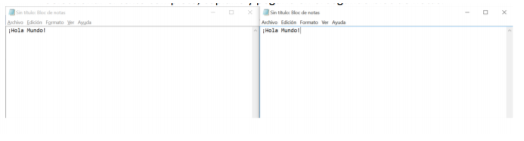 Sin título: Bloc de notas
Archivo Edición Formato Ver Ayuda
¡Hola Mundo!
Sin título: Bloc de notas
Archivo Edición Formato Ver Ayuda
¡Hola Mundo!